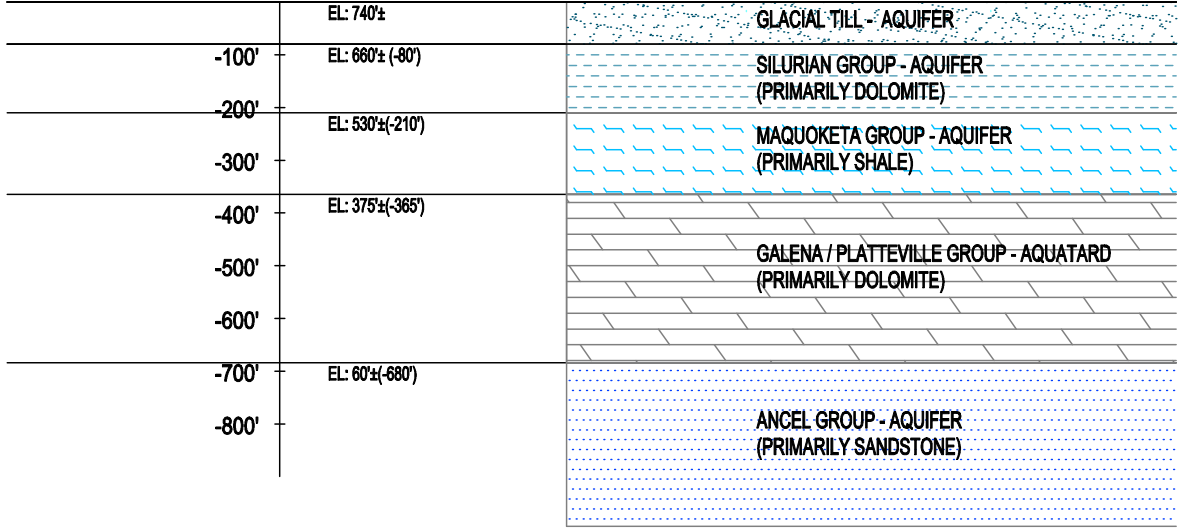 EL: 740'±
GLACIAL TILL - AQUIFER
-100'
EL: 660'± (-80')
SILURIAN GROUP - AQUIFER
(PRIMARILY DOLOMITE)
-200'
EL: 530'±(-210')
MAQUOKETA GROUP - AQUIFER
(PRIMARILY SHALE)
-300'
EL: 375'±(-365')
-400'
GALENA / PLATTEVILLE GROUP - AQUATARD
(PRIMARILY DOLOMITE)
-500'
-600'
-700'
EL: 60'±(-680')
-800'
ANCEL GROUP - AQUIFER
(PRIMARILY SANDSTONE)